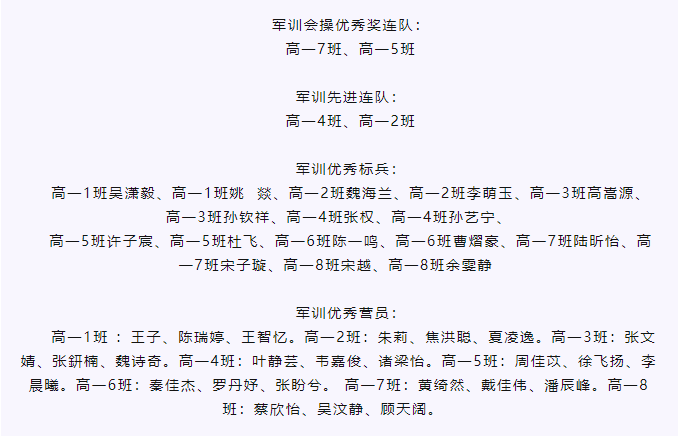 军训会操优秀奖连队：
高一7班、高一5班
军训先进连队：
高一4班、高一2班
军训优秀标兵：
高一1班吴潇毅、高一1班姚 燚、高一2班魏海兰、高一2班李萌玉、高一3班高嵩源、
高一3班孙钦祥、高一4班张权、高一4班孙艺宁、
高一5班许子宸、高一5班杜飞、高一6班陈一鸣、高一6班曹熠豪、高一7班陆昕怡、高
一7班宋子璇、高一8班宋越、高一8班余雯静
军训优秀营员：
高一1班 ：王子、陈瑞婷、王智忆。高一2班：朱莉、焦洪聪、夏凌逸。高一3班：张文
婧、张鈃楠、魏诗奇。高一4班：叶静芸、韦嘉俊、诸梁怡。高一5班：周佳苡、徐飞扬、李
晨曦。高一6班：秦佳杰、罗丹妤、张盼兮。 高一7班：黄绮然、戴佳伟、潘辰峰。高一8
班：蔡欣怡、吴汶静、顾天阔。